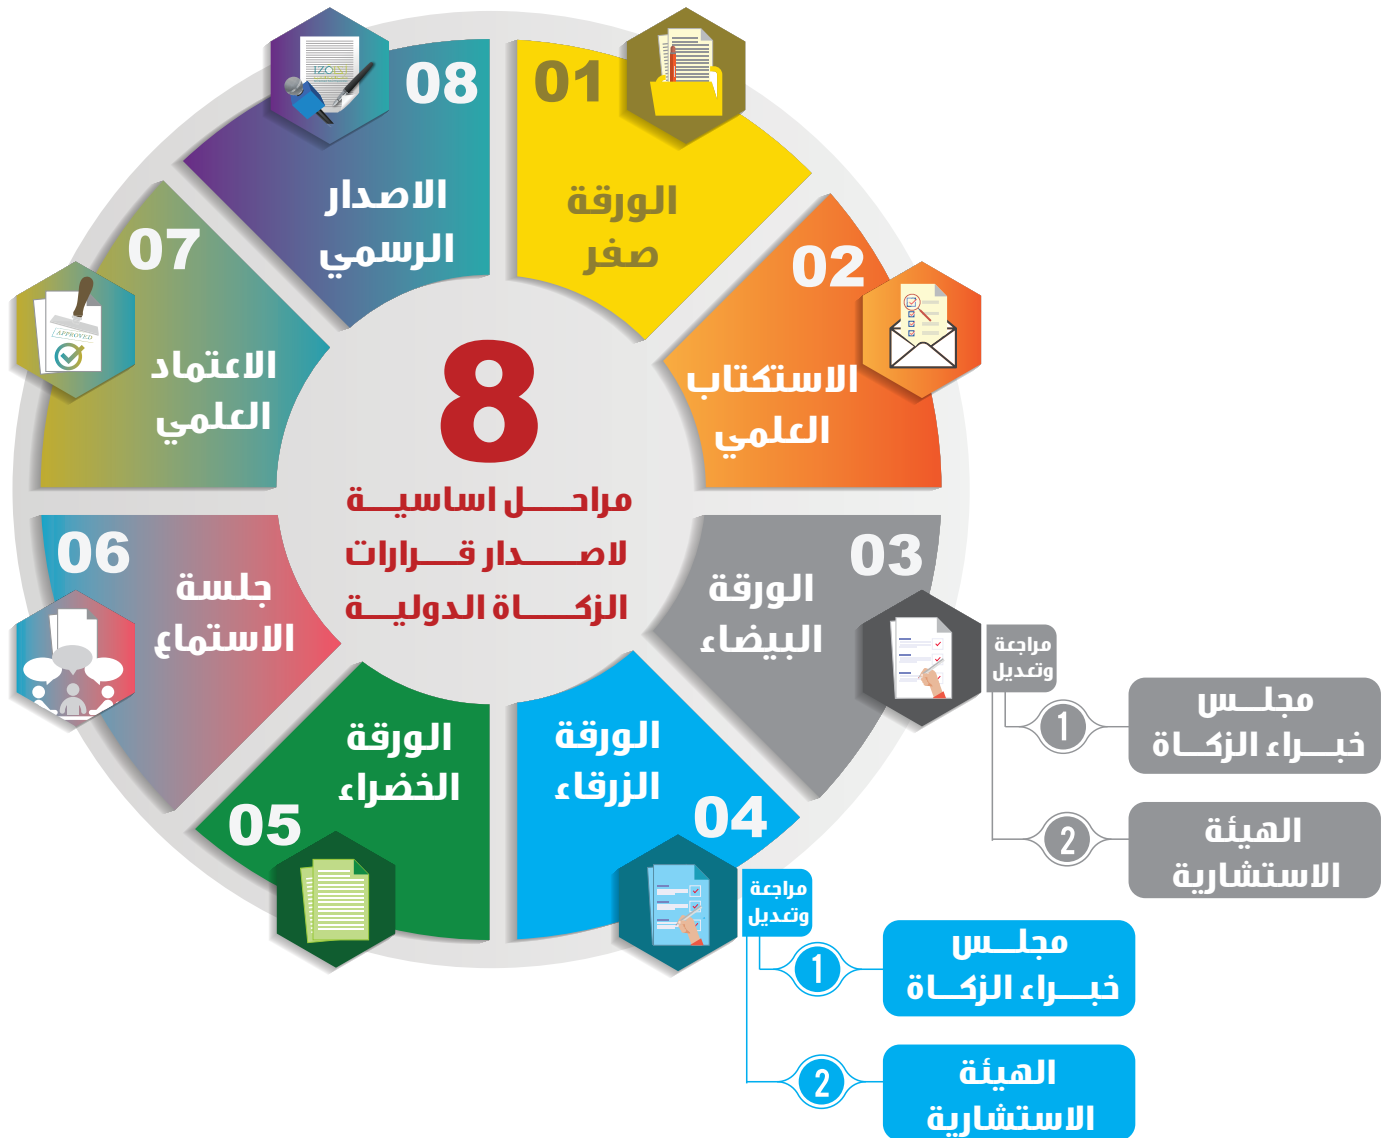 8
مراحل اساسية
لاصدار قرارات
الزكاة الدولية
01
الورقة
صفر
02
الاستكتاب
العلمي
03
الورقة
البيضاء
مراجعة
وتعديل
1
مجلس
خبراء الزكاة
2
الهيئة
الاستشارية
04
الورقة
الزرقاء
مراجعة
وتعديل
1
مجلس
خبراء الزكاة
2
الهيئة
الاستشارية
05
الورقة
الخضراء
06
جلسة
الاستماع
07
الاعتماد
العلمي
APPROVED
08
الاصدار
الرسمي